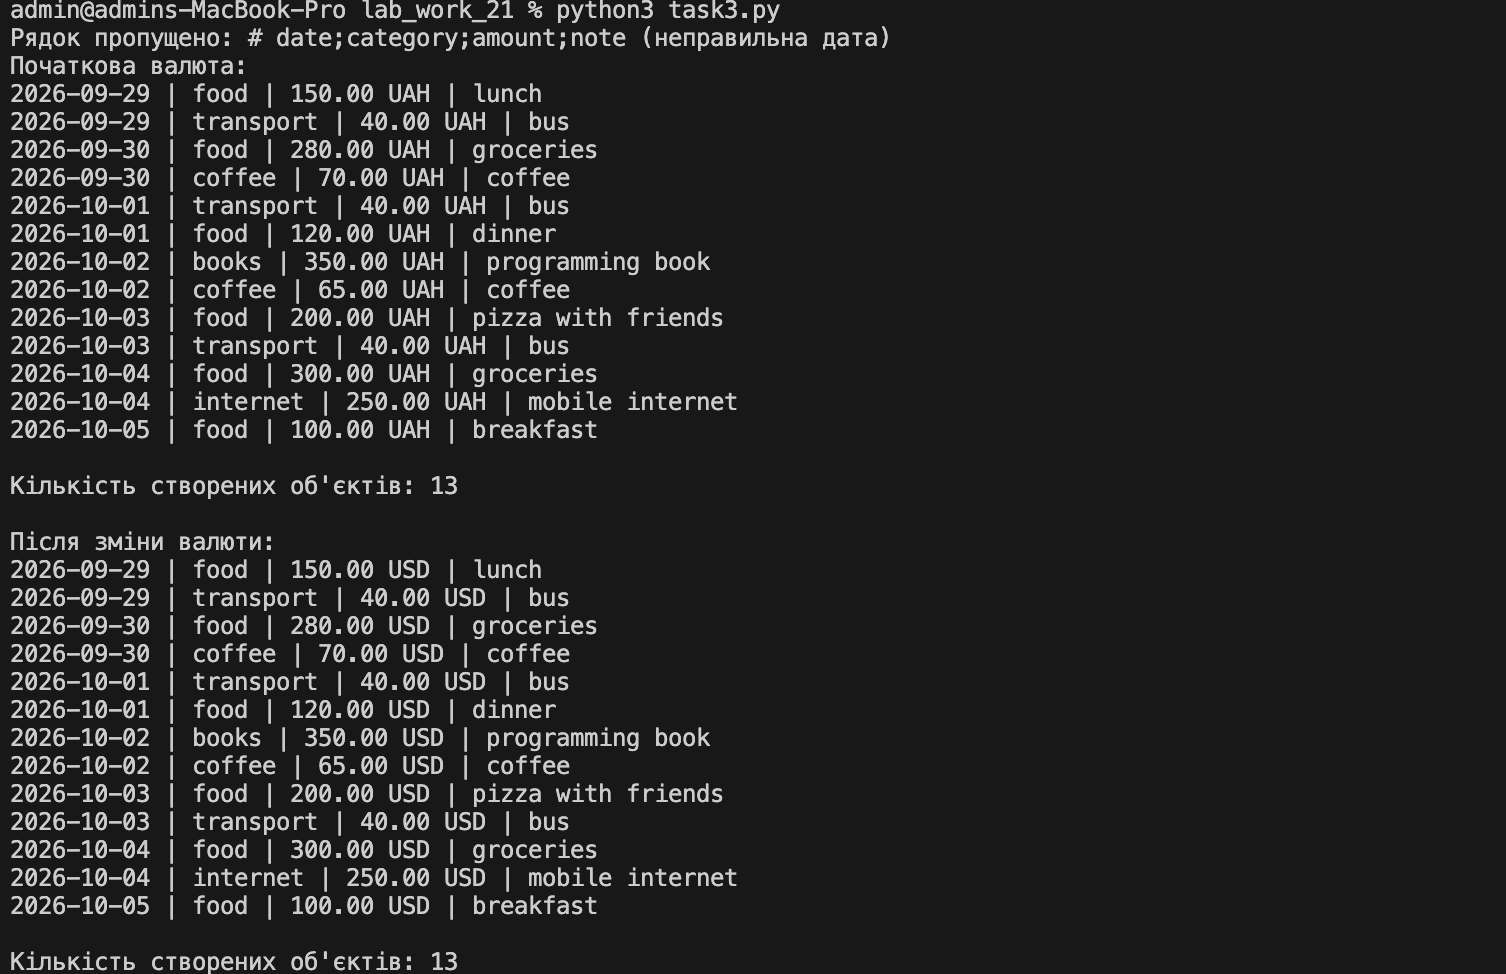 admin@admins-MacBook-Pro lab_work_21 % python3 task3.py
Рядок пропущено: # date;category;amount;note (неправильна дата)
Початкова валюта:
2026-09-29 | food | 150.00 UAH | lunch
2026-09-29 | transport | 40.00 UAH | bus
2026-09-30 | food | 280.00 UAH | groceries
2026-09-30 | coffee | 70.00 UAH | coffee
2026-10-01 | transport | 40.00 UAH | bus
2026-10-01 | food | 120.00 UAH | dinner
2026-10-02 | books | 350.00 UAH | programming book
2026-10-02 | coffee | 65.00 UAH | coffee
2026-10-03 | food | 200.00 UAH | pizza with friends
2026-10-03 | transport | 40.00 UAH | bus
2026-10-04 | food | 300.00 UAH | groceries
2026-10-04 | internet | 250.00 UAH | mobile internet
2026-10-05 | food | 100.00 UAH | breakfast
Кількість створених об'єктів: 13
Після зміни валюти:
2026-09-29 | food | 150.00 USD | lunch
2026-09-29 | transport | 40.00 USD | bus
2026-09-30 | food | 280.00 USD | groceries
2026-09-30 | coffee | 70.00 USD | coffee
2026-10-01 | transport | 40.00 USD | bus
2026-10-01 | food | 120.00 USD | dinner
2026-10-02 | books | 350.00 USD | programming book
2026-10-02 | coffee | 65.00 USD | coffee
2026-10-03 | food | 200.00 USD | pizza with friends
2026-10-03 | transport | 40.00 USD | bus
2026-10-04 | food | 300.00 USD | groceries
2026-10-04 | internet | 250.00 USD | mobile internet
2026-10-05 | food | 100.00 USD | breakfast
Кількість створених об'єктів: 13